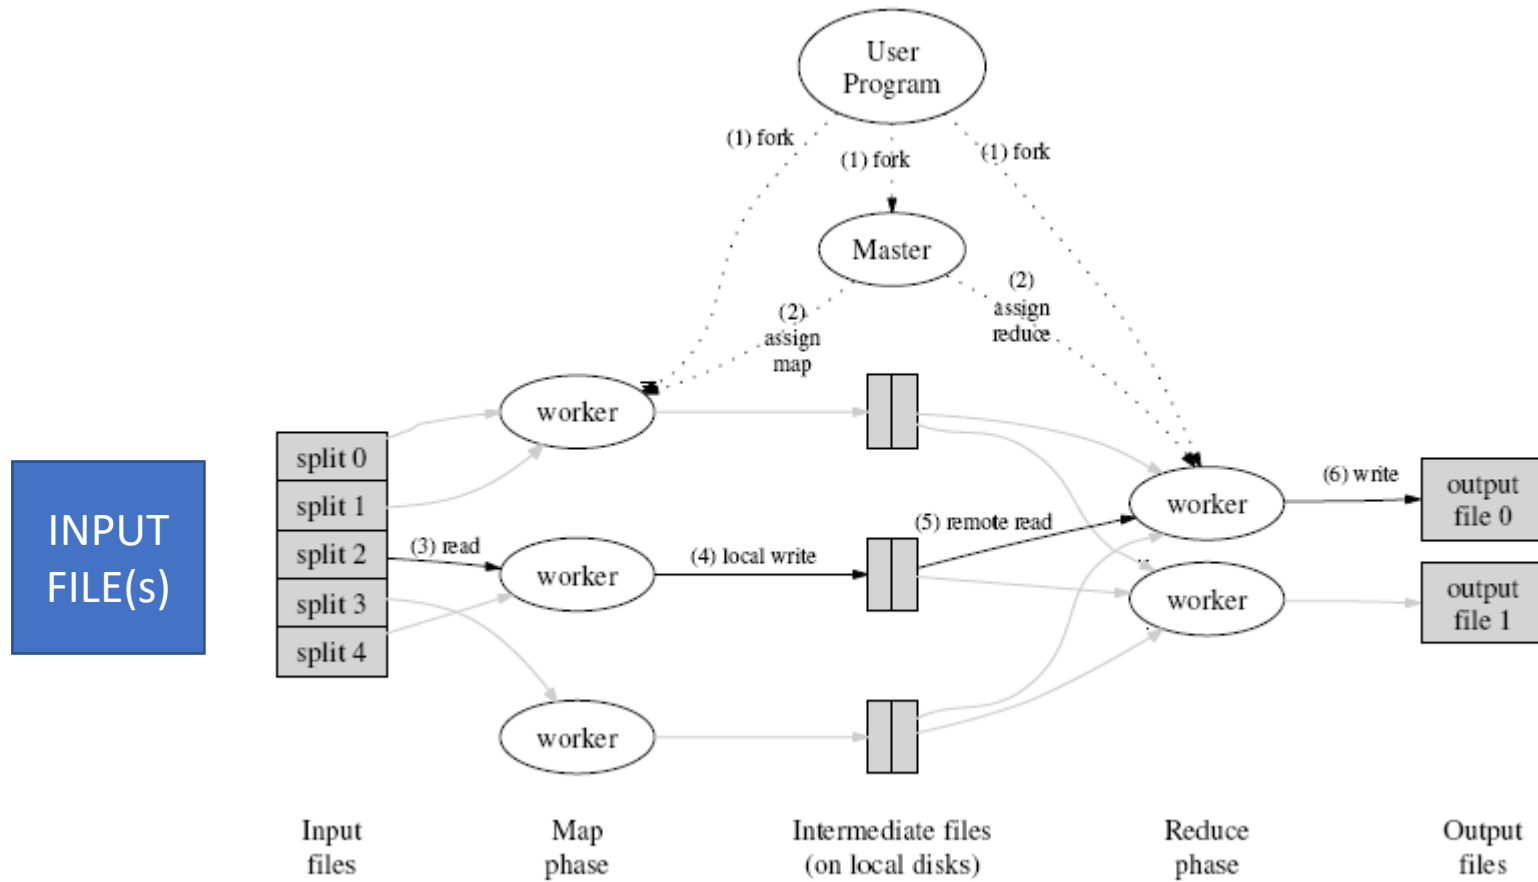 User
Program
(1) fork
(1) fork
(1) fork
Master
(2)
assign
map
(2)
assign
reduce
INPUT
FILE(s)
split 0
split 1
split 2
split 3
split 4
(3) read
worker
worker
worker
(4) local write
(5) remote read
worker
worker
(6) write
output
file 0
output
file 1
Input
files
Map
phase
Intermediate files
(on local disks)
Reduce
phase
Output
files